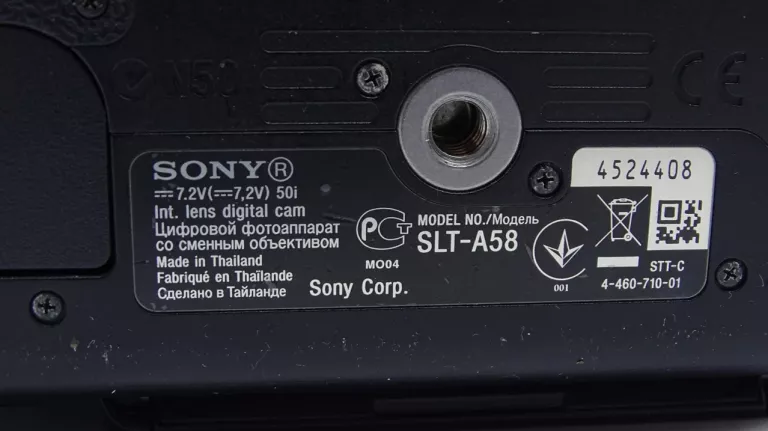 N50
CE
SONY®
⎓7.2V(⎓7,2V) 50i
Int. lens digital cam
Цифровой фотоаппарат
со сменным объективом
Made in Thailand
Fabriqué en Thaïlande
Сделано в Тайланде
Sony Corp.
РСТ
MO04
MODEL NO./Модель
SLT-A58
001
4524408
STT-C
4-460-710-01